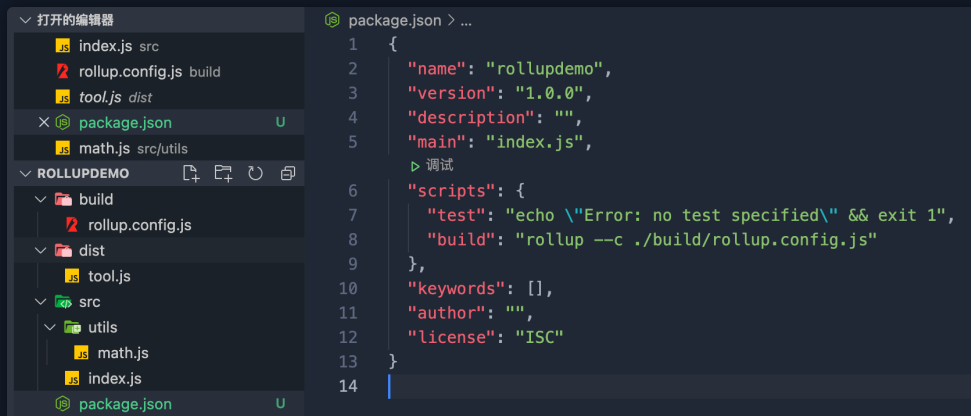 打开的编辑器
index.js src
rollup.config.js build
tool.js dist
package.json U
math.js src/utils
ROLLUPDEMO
build
rollup.config.js
dist
tool.js
src
utils
math.js
index.js
package.json U
package.json > ...
1 {
2 "name": "rollupdemo",
3 "version": "1.0.0",
4 "description": "",
5 "main": "index.js",
调试
6 "scripts": {
7 "test": "echo \"Error: no test specified\" && exit 1",
8 "build": "rollup --c ./build/rollup.config.js"
9 },
10 "keywords": [],
11 "author": "",
12 "license": "ISC"
13 }
14